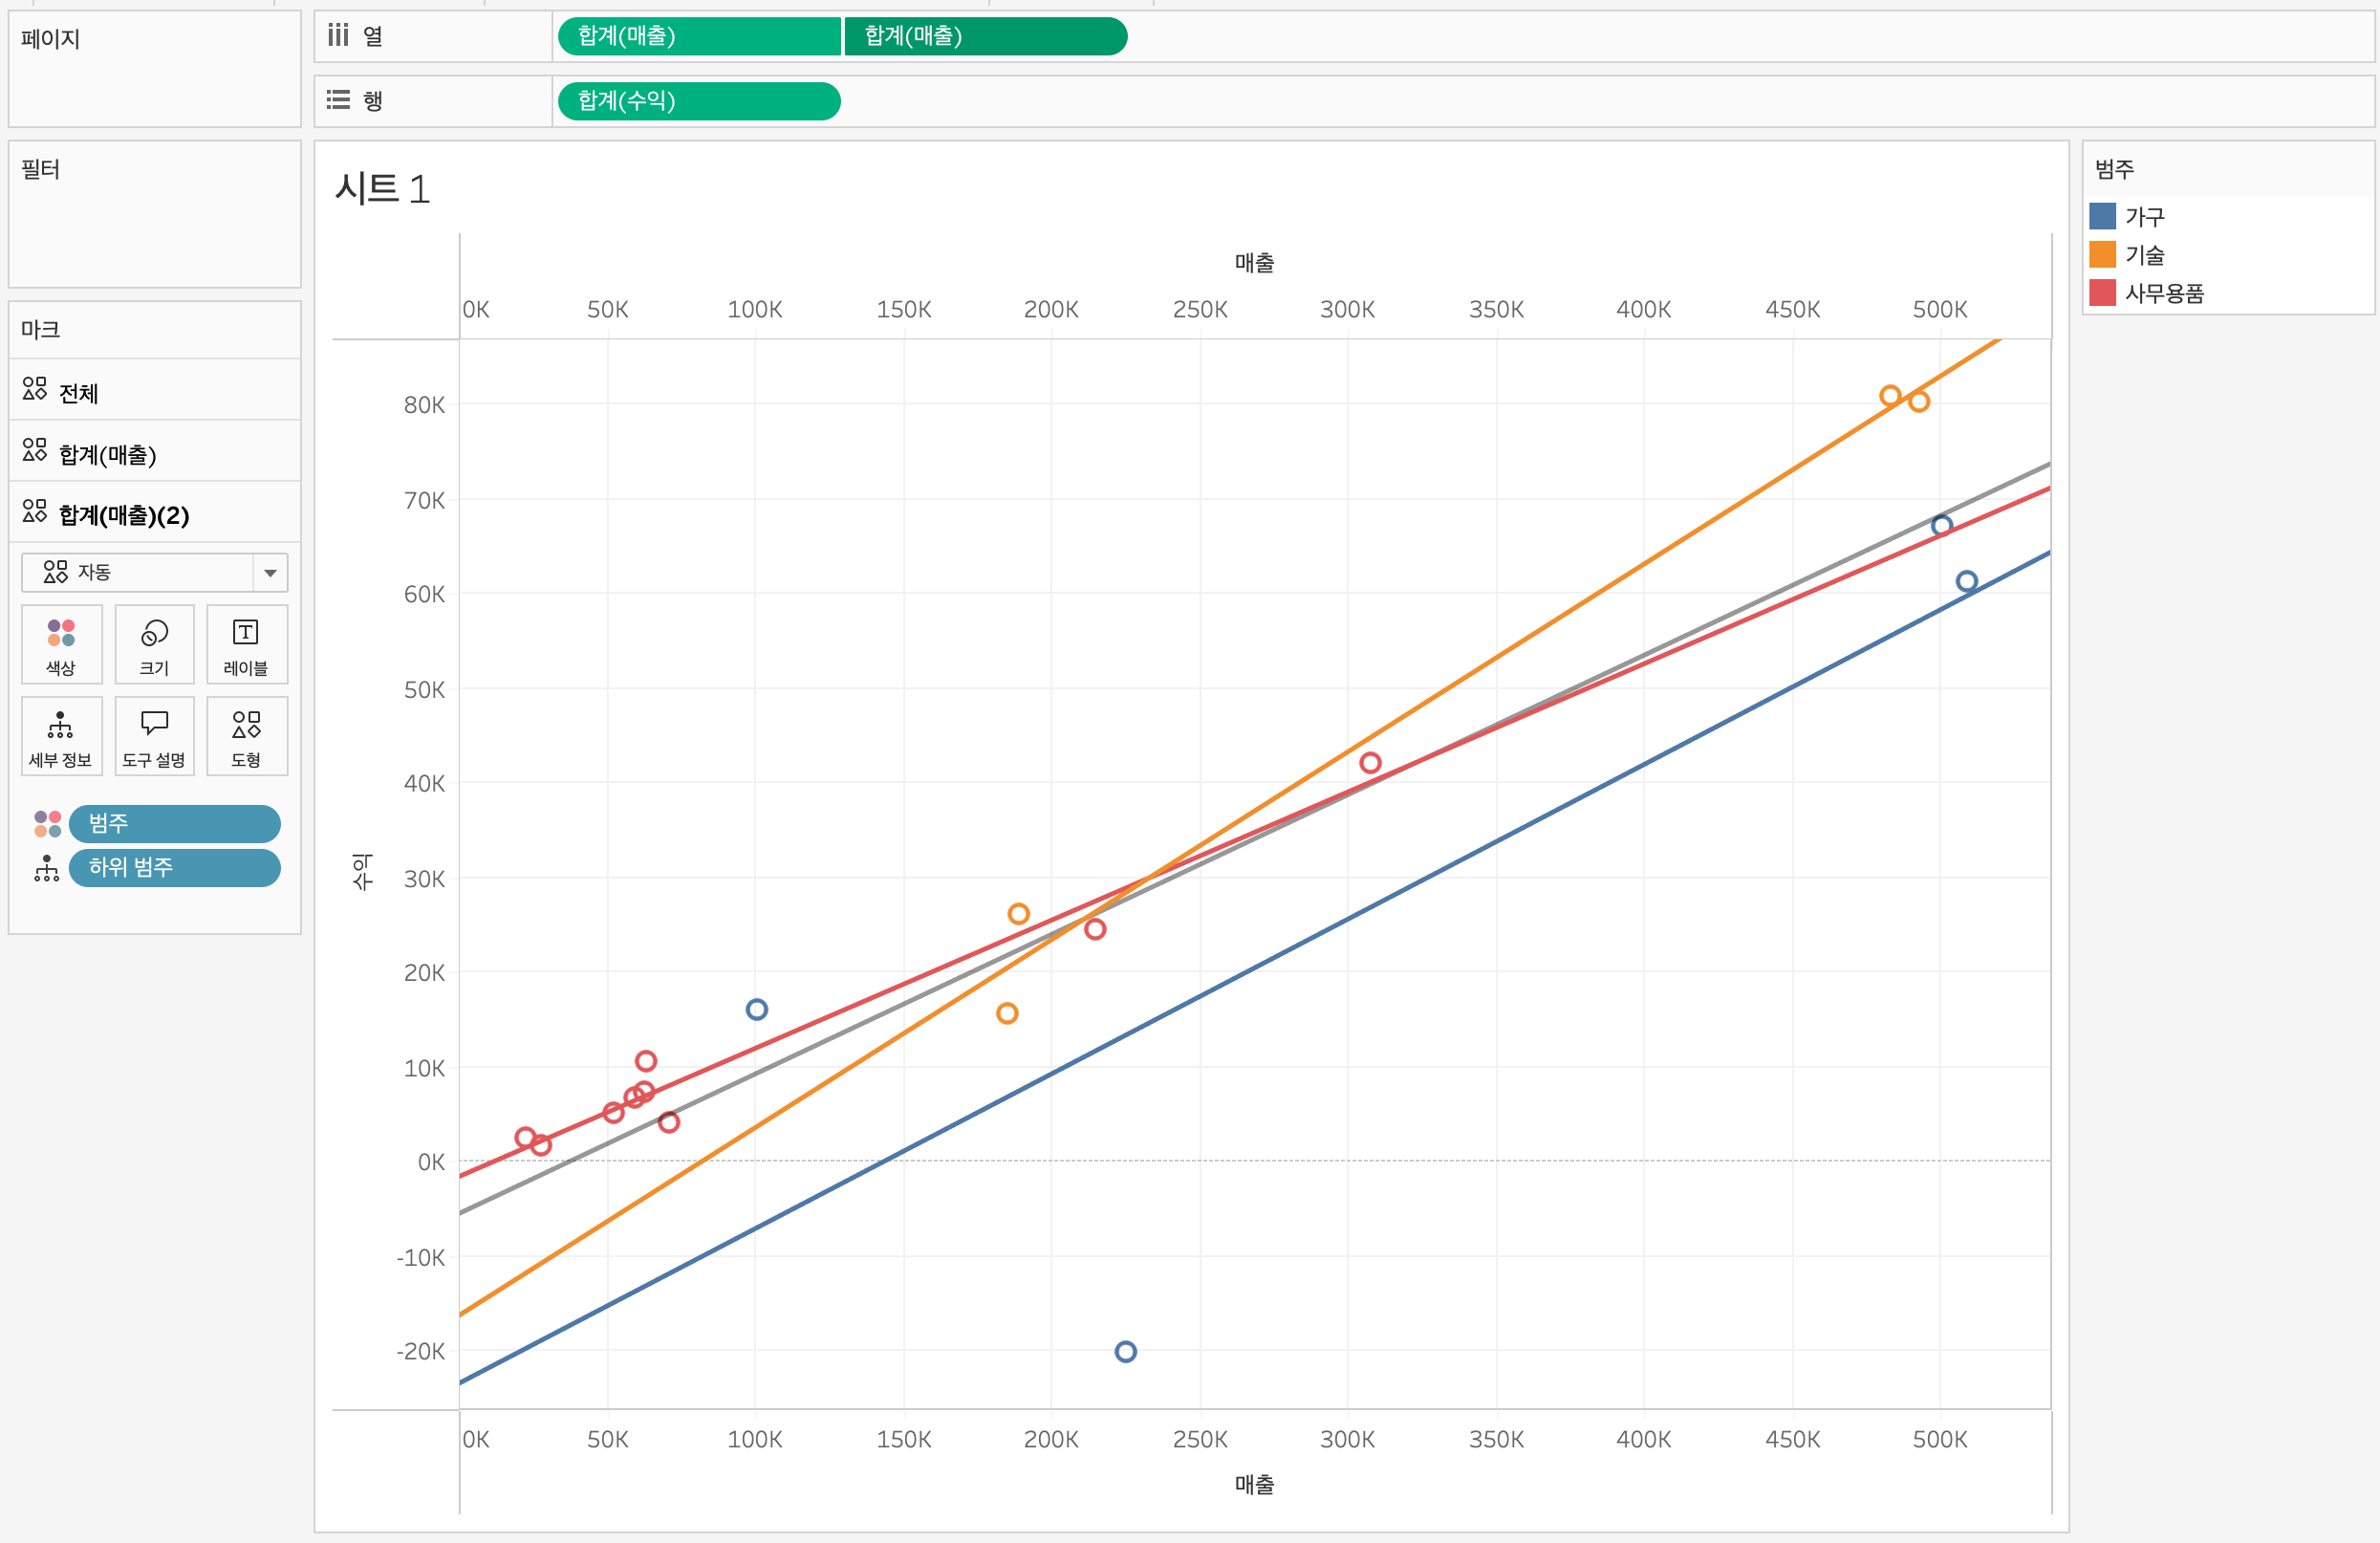 페이지
열
합계(매출)
합계(매출)
행
합계(수익)
필터
마크
전체
합계(매출)
합계(매출)(2)
자동
색상
크기
레이블
세부 정보
도구 설명
도형
범주
하위 범주
시트 1
매출
0K 50K 100K 150K 200K 250K 300K 350K 400K 450K 500K
수익
80K
70K
60K
50K
40K
30K
20K
10K
0K
-10K
-20K
0K 50K 100K 150K 200K 250K 300K 350K 400K 450K 500K
매출
범주
가구
기술
사무용품